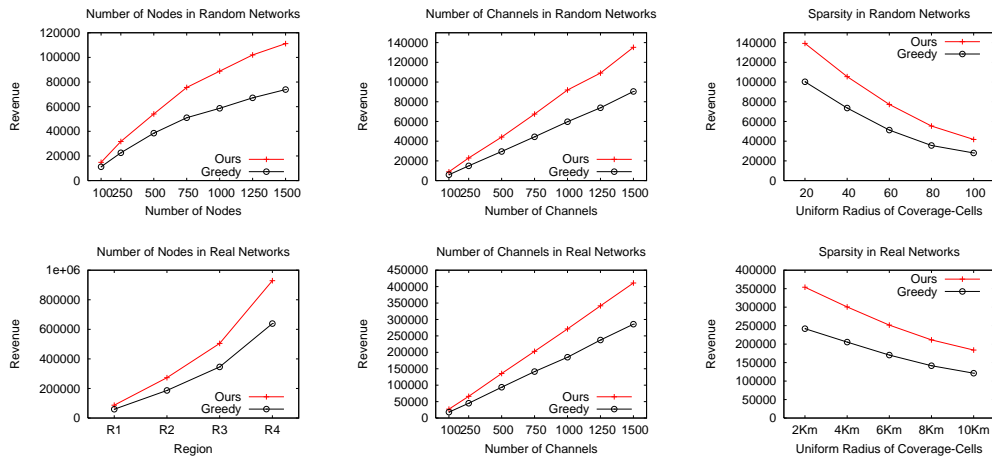 Number of Nodes in Random Networks
120000
100000
80000
60000
40000
20000
0
Revenue
Ours
Greedy
100 250 500 750 1000 1250 1500
Number of Nodes
Number of Channels in Random Networks
140000
120000
100000
80000
60000
40000
20000
0
Revenue
Ours
Greedy
100 250 500 750 1000 1250 1500
Number of Channels
Sparsity in Random Networks
140000
120000
100000
80000
60000
40000
20000
0
Revenue
Ours
Greedy
20 40 60 80 100
Uniform Radius of Coverage-Cells
Number of Nodes in Real Networks
1e+06
800000
600000
400000
200000
0
Revenue
Ours
Greedy
R1 R2 R3 R4
Region
Number of Channels in Real Networks
450000
400000
350000
300000
250000
200000
150000
100000
50000
0
Revenue
Ours
Greedy
100 250 500 750 1000 1250 1500
Number of Channels
Sparsity in Real Networks
400000
350000
300000
250000
200000
150000
100000
50000
0
Revenue
Ours
Greedy
2Km 4Km 6Km 8Km 10Km
Uniform Radius of Coverage-Cells